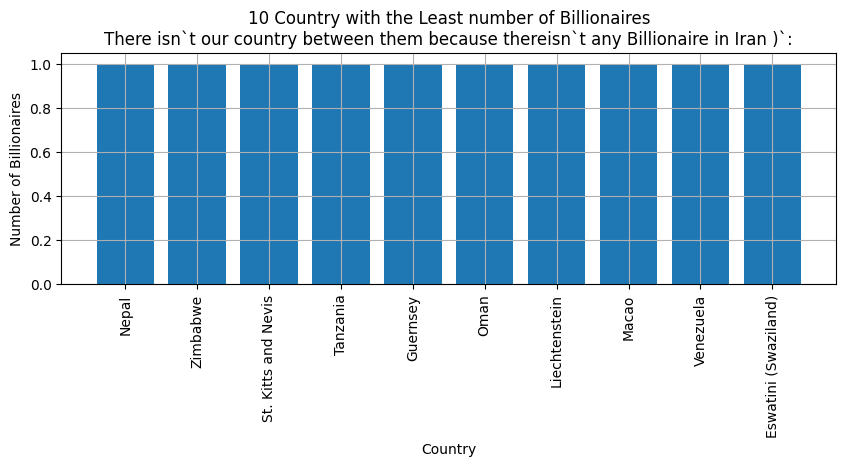 10 Country with the Least number of Billionaires
There isn`t our country between them because thereisn`t any Billionaire in Iran )`:
Number of Billionaires
1.0
0.8
0.6
0.4
0.2
0.0
Nepal
Zimbabwe
St. Kitts and Nevis
Tanzania
Guernsey
Oman
Liechtenstein
Macao
Venezuela
Eswatini (Swaziland)
Country